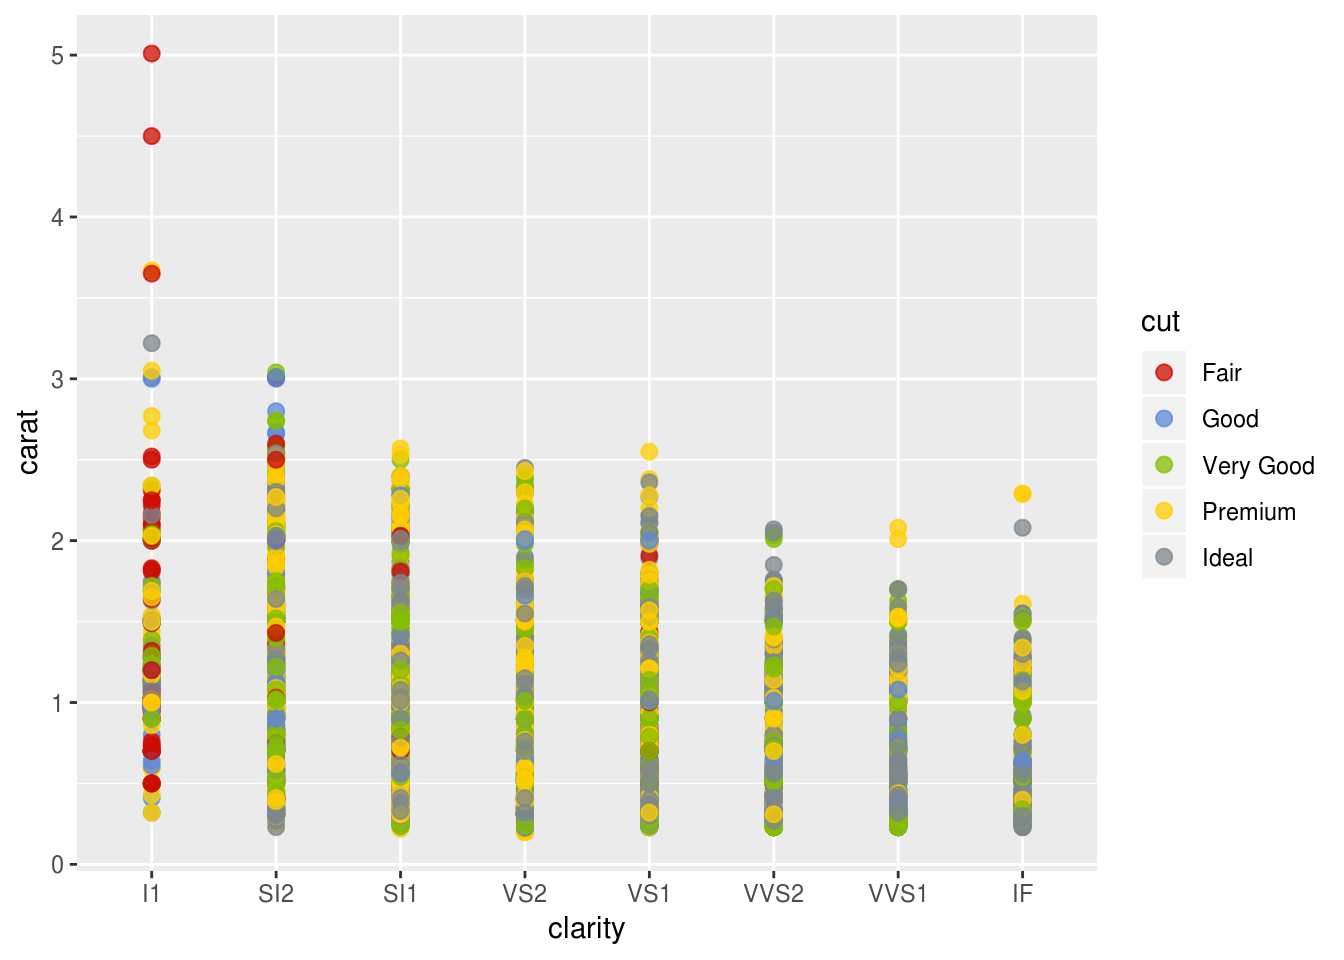 5
4
3
2
1
0
carat
I1 SI2 SI1 VS2 VS1 VVS2 VVS1 IF
clarity
cut
Fair
Good
Very Good
Premium
Ideal